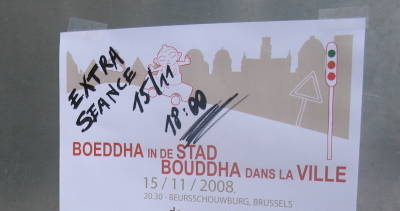 EXTRA
SEANCE
15/11
18:00
BOEDDHA IN DE STAD
BOUDDHA DANS LA VILLE
15 / 11 / 2008,
20.30 - BEURSSCHOUWBURG, BRUSSELS